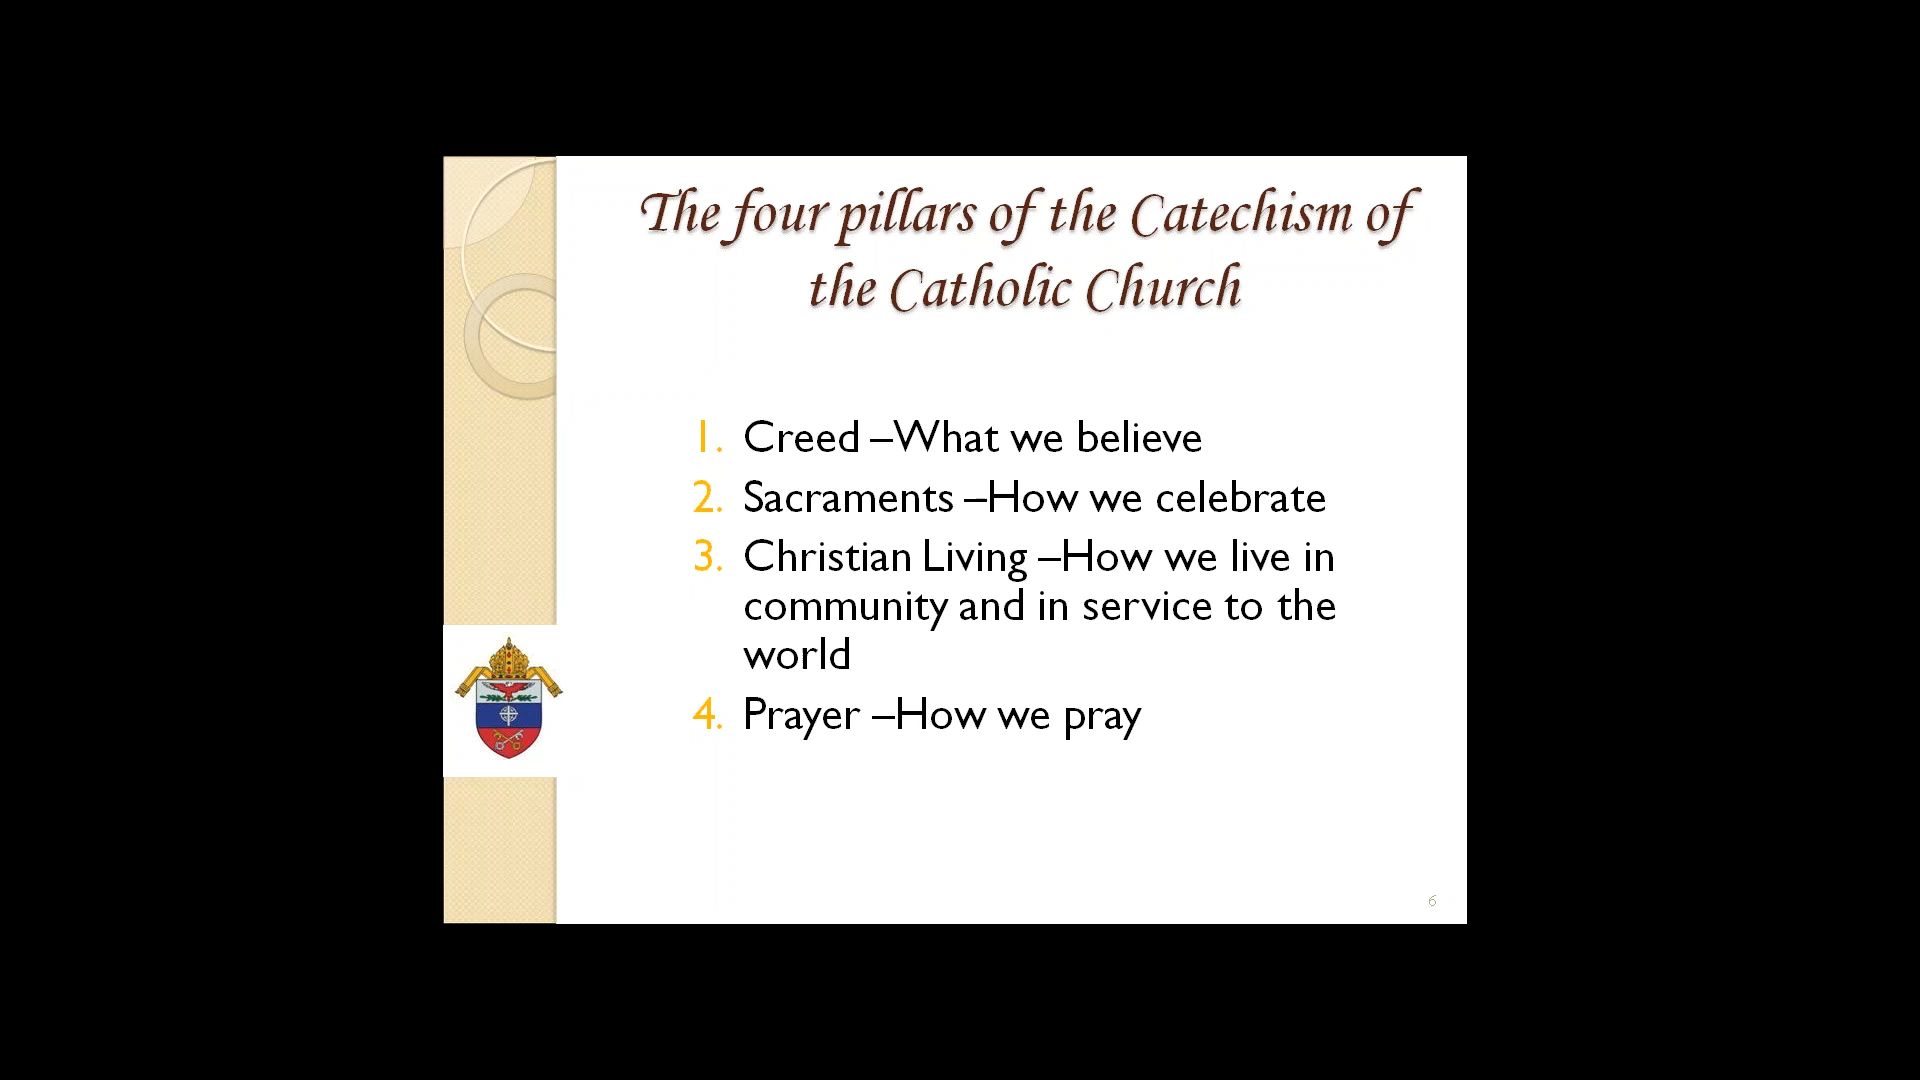 The four pillars of the Catechism of
the Catholic Church
1. Creed –What we believe
2. Sacraments –How we celebrate
3. Christian Living –How we live in
community and in service to the
world
4. Prayer –How we pray
6